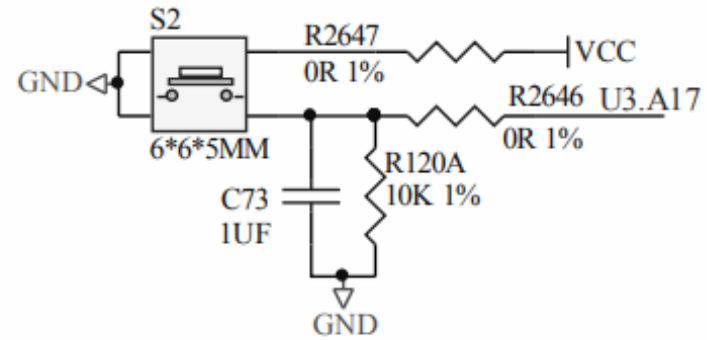 S2
R2647
VCC
GND
0R 1%
R2646 U3.A17
6*6*5MM
0R 1%
R120A
C73
10K 1%
1UF
GND